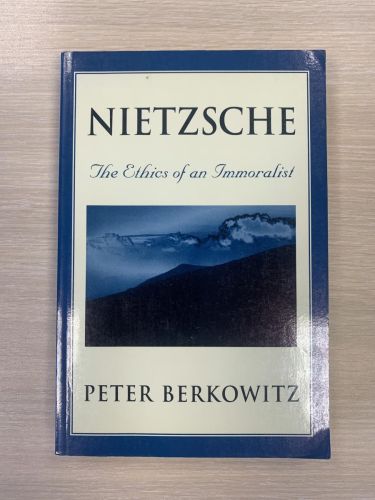 NIETZSCHE
The Ethics of an Immoralist
PETER BERKOWITZ